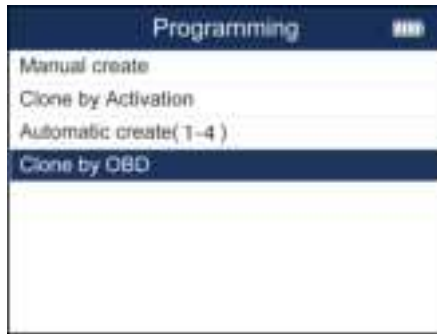 Programming
Manual create
Clone by Activation
Automatic create(1-4)
Clone by OBD